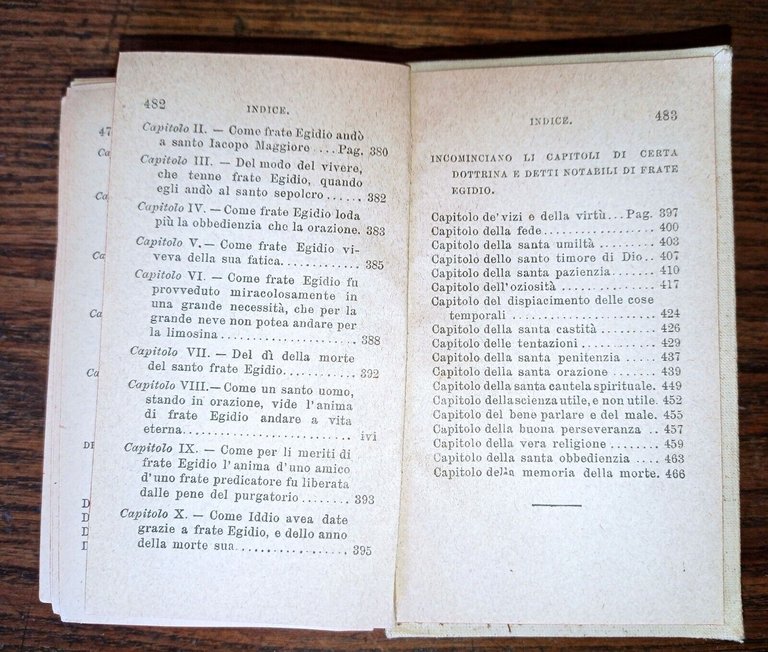 482
INDICE.
Capitolo II. — Come frate Egidio andò
a santo Iacopo Maggiore ...Pag. 380
Capitolo III. — Del modo del vivere,
che tenne frate Egidio, quando
egli andò al santo sepolcro ...... 382
Capitolo IV. — Come frate Egidio loda
più la obbedienza che la orazione. 383
Capitolo V. — Come frate Egidio vi-
veva della sua fatica. ............. 385
Capitolo VI. — Come frate Egidio fu
provveduto miracolosamente in
una grande necessità, che per la
grande neve non potea andare per
la limosina ........................ 388
Capitolo VII. — Del dì della morte
del santo frate Egidio. ............ 392
Capitolo VIII. — Come un santo uomo,
stando in orazione, vide l'anima
di frate Egidio andare a vita
eterna. .............................. ivi
Capitolo IX. — Come per li meriti di
frate Egidio l'anima d'uno amico
d'uno frate predicatore fu liberata
dalle pene del purgatorio ......... 393
Capitolo X. — Come Iddio avea date
grazie a frate Egidio, e dello anno
della morte sua .................. 395
INDICE.
483
INCOMINCIANO LI CAPITOLI DI CERTA
DOTTRINA E DETTI NOTABILI DI FRATE
EGIDIO.
Capitolo de' vizi e della virtù...Pag. 397
Capitolo della fede................. 400
Capitolo della santa umiltà ........ 403
Capitolo dello santo timore di Dio.. 407
Capitolo della santa pazienzia ...... 410
Capitolo dell'oziosità .............. 417
Capitolo del dispiacimento delle cose
temporali ........................ 424
Capitolo della santa castità ........ 426
Capitolo delle tentazioni ........... 429
Capitolo della santa penitenzia ..... 437
Capitolo della santa orazione ....... 439
Capitolo della santa cautela spirituale. 449
Capitolo della scienza utile, e non utile. 452
Capitolo del bene parlare e del male. 455
Capitolo della buona perseveranza .. 457
Capitolo della vera religione ....... 459
Capitolo della santa obbedienzia .... 463
Capitolo della memoria della morte. 466